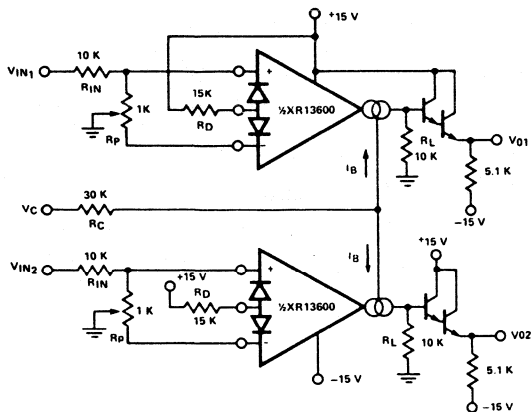 +15 V
10 K
VIN1
RIN
15K
1K
RD
RP
+
−
½XR13600
RL
10 K
V01
5.1 K
−15 V
IB
30 K
VC
RC
IB
10 K
VIN2
RIN
+15 V
RD
15 K
1 K
RP
+
−
½XR13600
+15 V
RL
10 K
V02
5.1 K
−15 V
−15 V